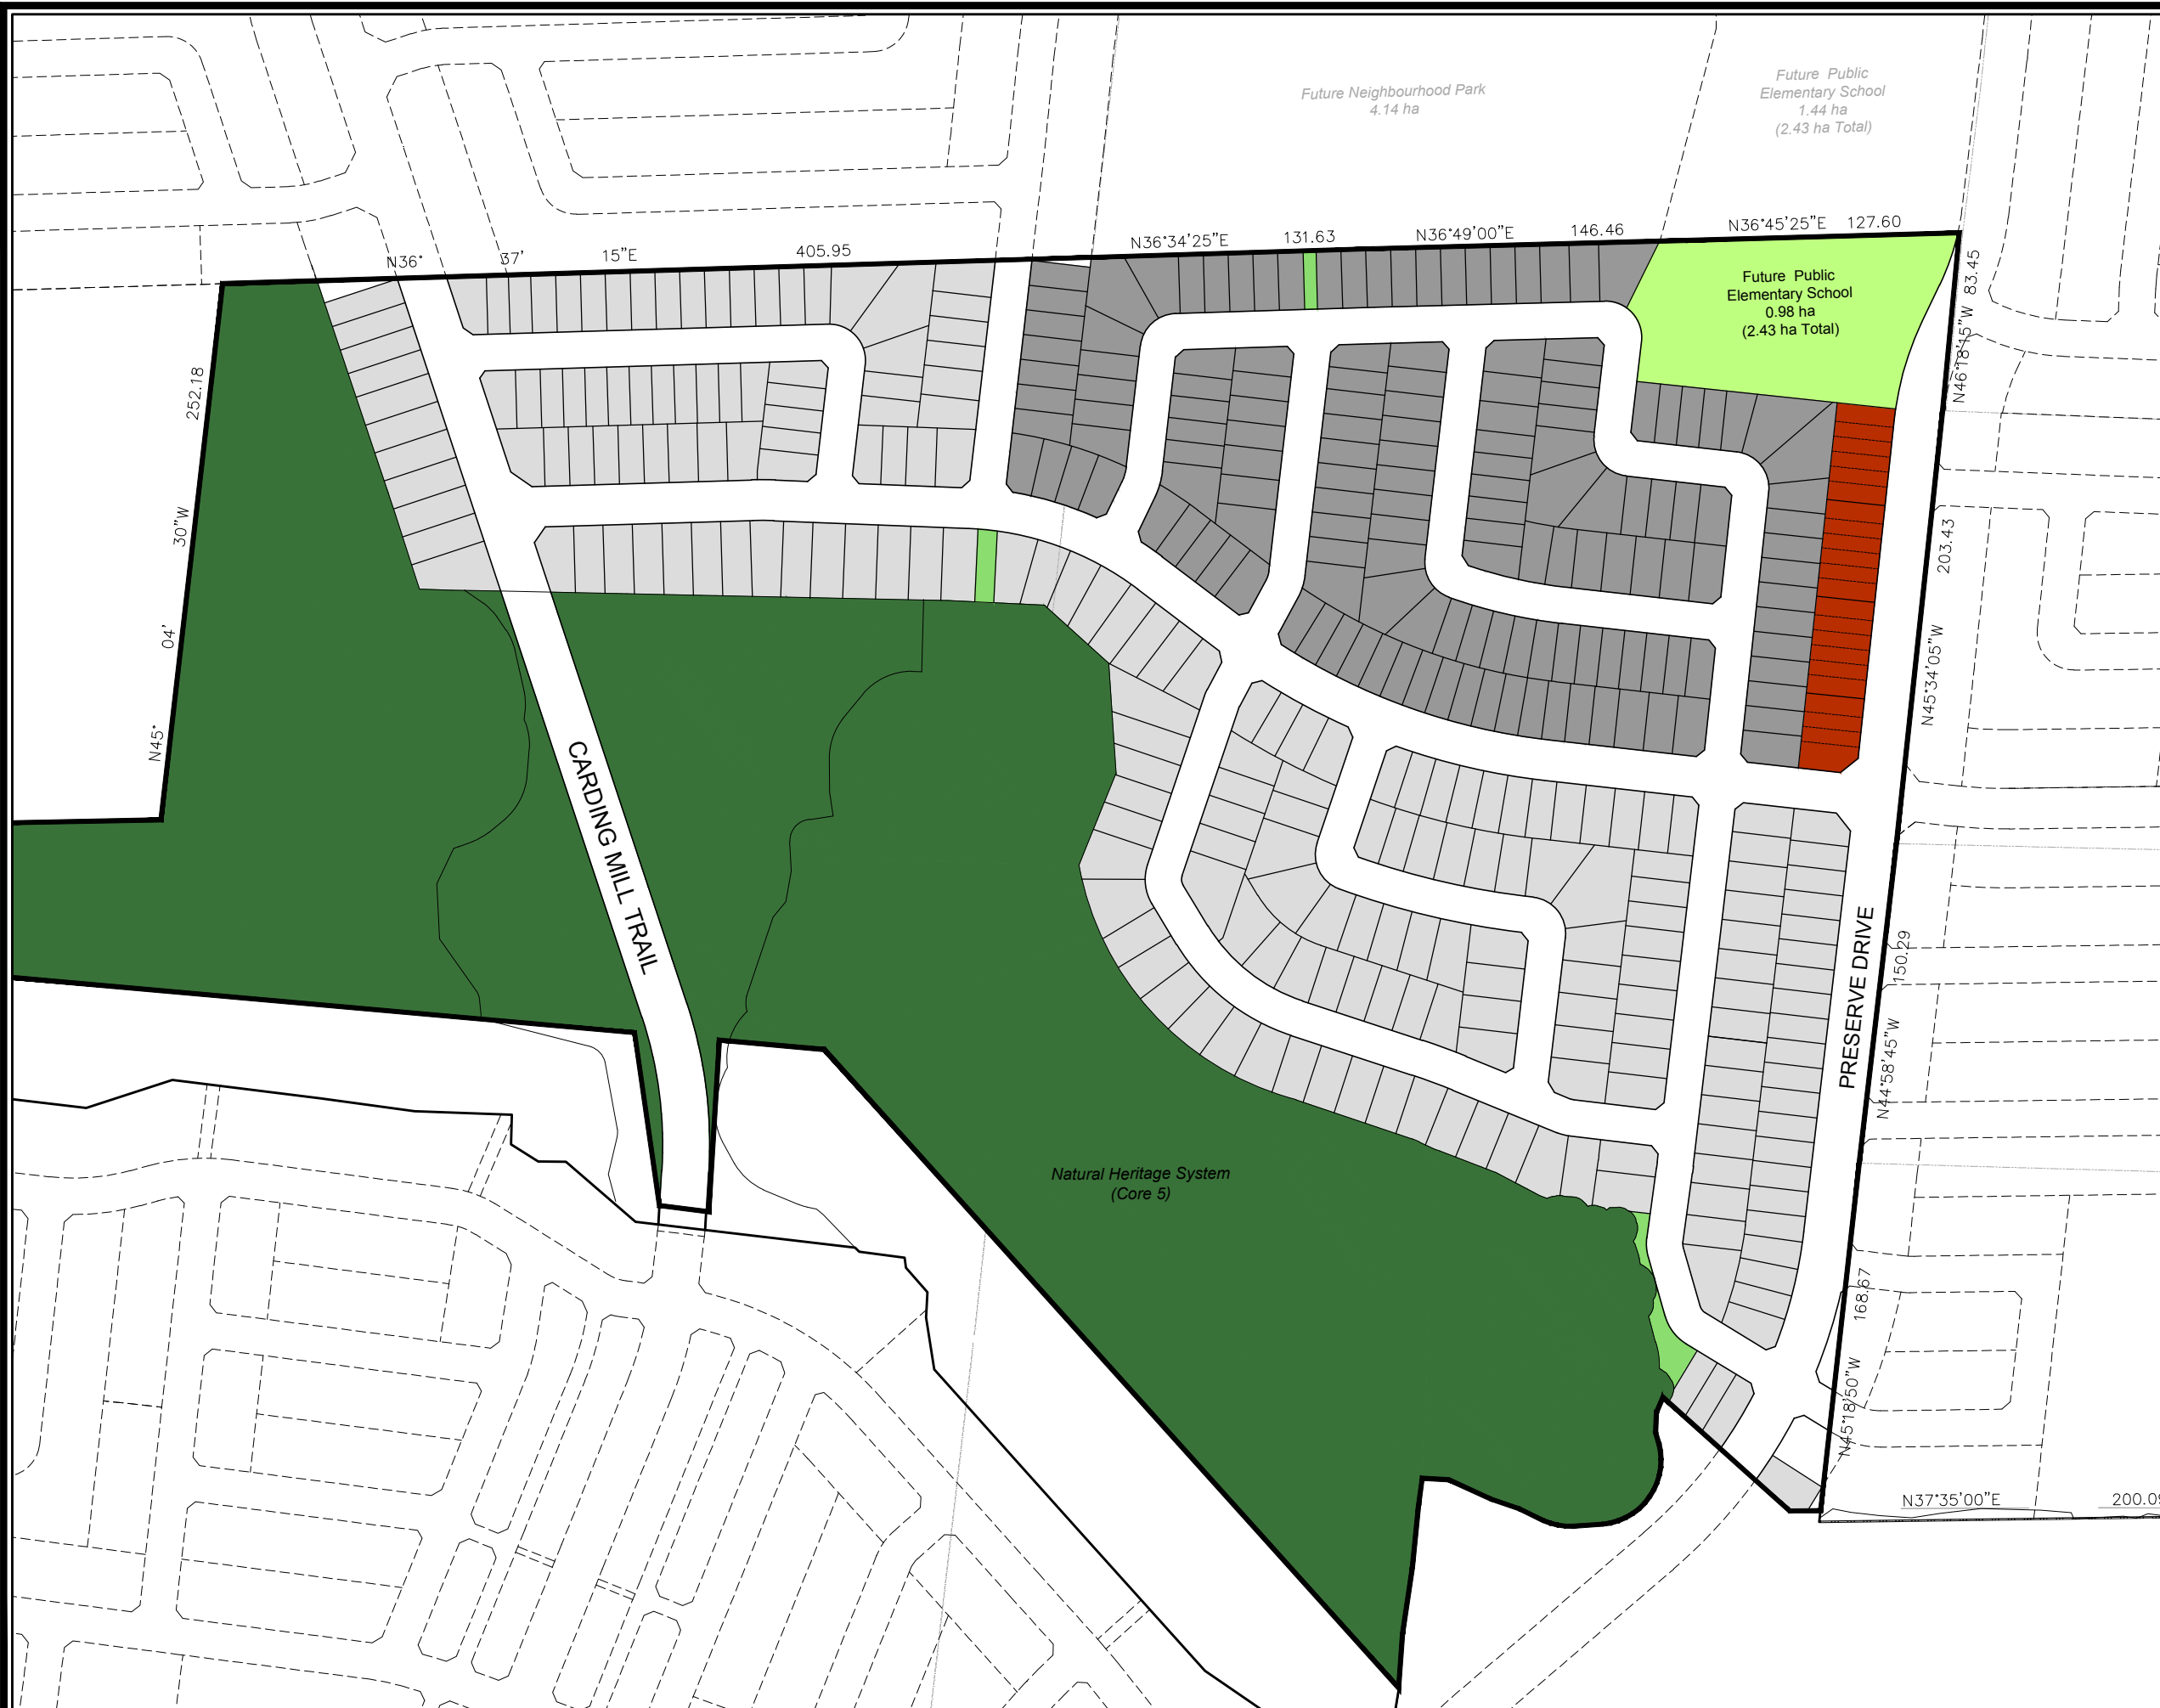 Future Neighbourhood Park
4.14 ha
Future Public
Elementary School
1.44 ha
(2.43 ha Total)
N36° 37' 15"E 405.95
N36°34'25"E 131.63
N36°49'00"E 146.46
N36°45'25"E 127.60
Future Public
Elementary School
0.98 ha
(2.43 ha Total)
N46°18'15"W 83.45
N45° 04' 30"W 252.18
N45°34'05"W 203.43
CARDING MILL TRAIL
PRESERVE DRIVE
N44°58'45"W 150.29
Natural Heritage System
(Core 5)
N45°18'50"W 168.67
N37°35'00"E